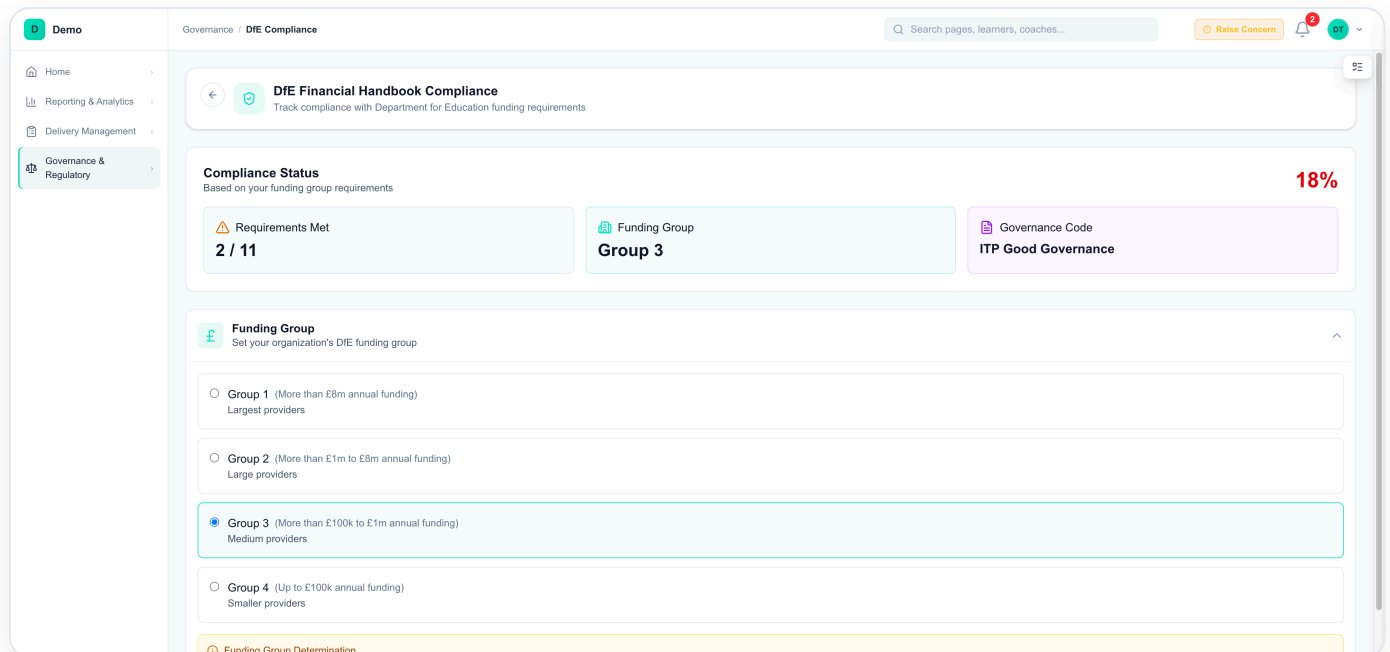 D Demo
Governance / DfE Compliance
Search pages, learners, coaches...
Raise Concern
2
DT
Home
Reporting & Analytics
Delivery Management
Governance &
Regulatory
DfE Financial Handbook Compliance
Track compliance with Department for Education funding requirements
Compliance Status
Based on your funding group requirements
18%
Requirements Met
2 / 11
Funding Group
Group 3
Governance Code
ITP Good Governance
£
Funding Group
Set your organization's DfE funding group
Group 1 (More than £8m annual funding)
Largest providers
Group 2 (More than £1m to £8m annual funding)
Large providers
Group 3 (More than £100k to £1m annual funding)
Medium providers
Group 4 (Up to £100k annual funding)
Smaller providers
Funding Group Determination